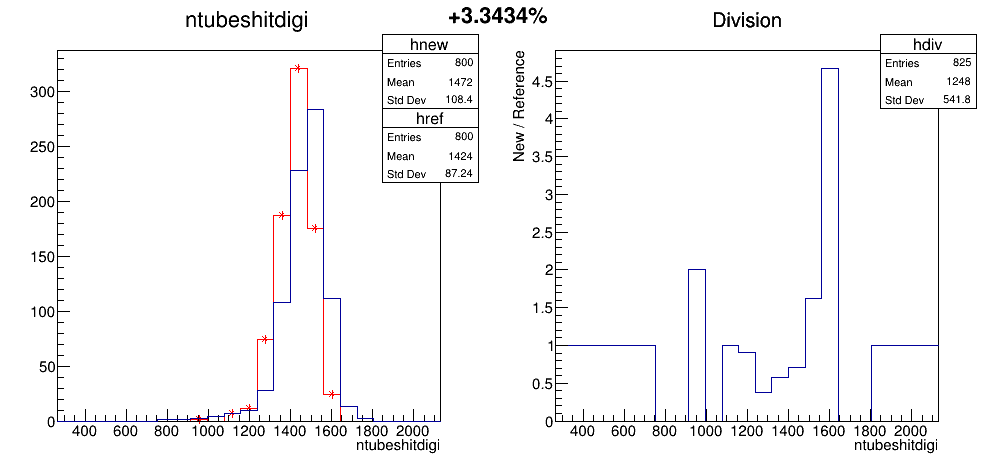 +3.3434%
ntubeshitdigi
hnew
Entries 800
Mean 1472
Std Dev 108.4
href
Entries 800
Mean 1424
Std Dev 87.24
300
250
200
150
100
50
0
400 600 800 1000 1200 1400 1600 1800 2000
ntubeshitdigi
Division
hdiv
Entries 825
Mean 1248
Std Dev 541.8
New / Reference
4.5
4
3.5
3
2.5
2
1.5
1
0.5
0
400 600 800 1000 1200 1400 1600 1800 2000
ntubeshitdigi